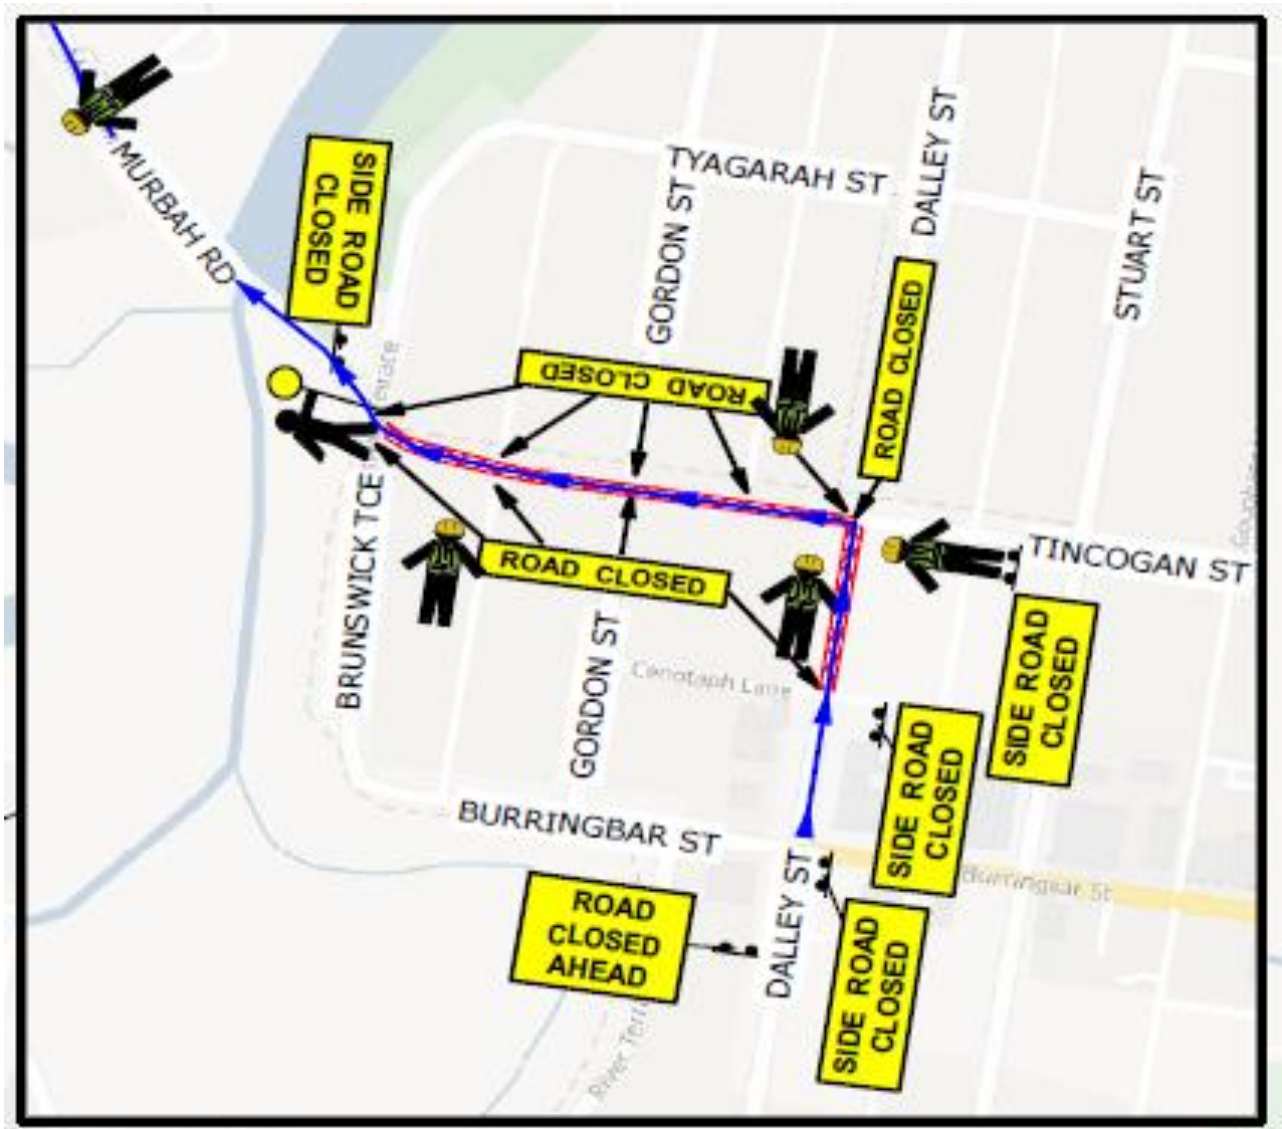 MURBAH RD
SIDE ROAD
CLOSED
TYAGARAH ST
GORDON ST
DALLEY ST
STUART ST
ROAD CLOSED
ROAD CLOSED
ROAD CLOSED
BRUNSWICK TCE
TINCOGAN ST
GORDON ST
Cenotaph Lane
SIDE ROAD
CLOSED
SIDE ROAD
CLOSED
BURRINGBAR ST
Burringbar St
DALLEY ST
ROAD
CLOSED
AHEAD
SIDE ROAD
CLOSED